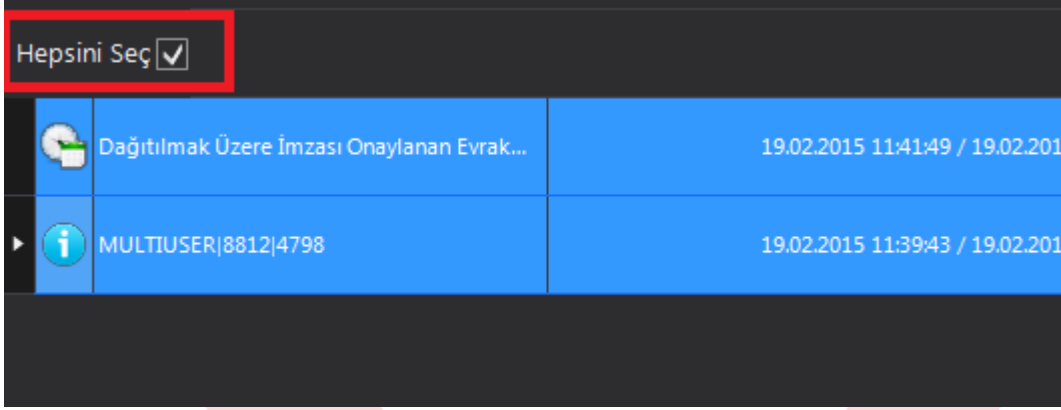 Hepsini Seç
Dağıtılmak Üzere İmzası Onaylanan Evrak... 19.02.2015 11:41:49 / 19.02.201
MULTIUSER|8812|4798 19.02.2015 11:39:43 / 19.02.201